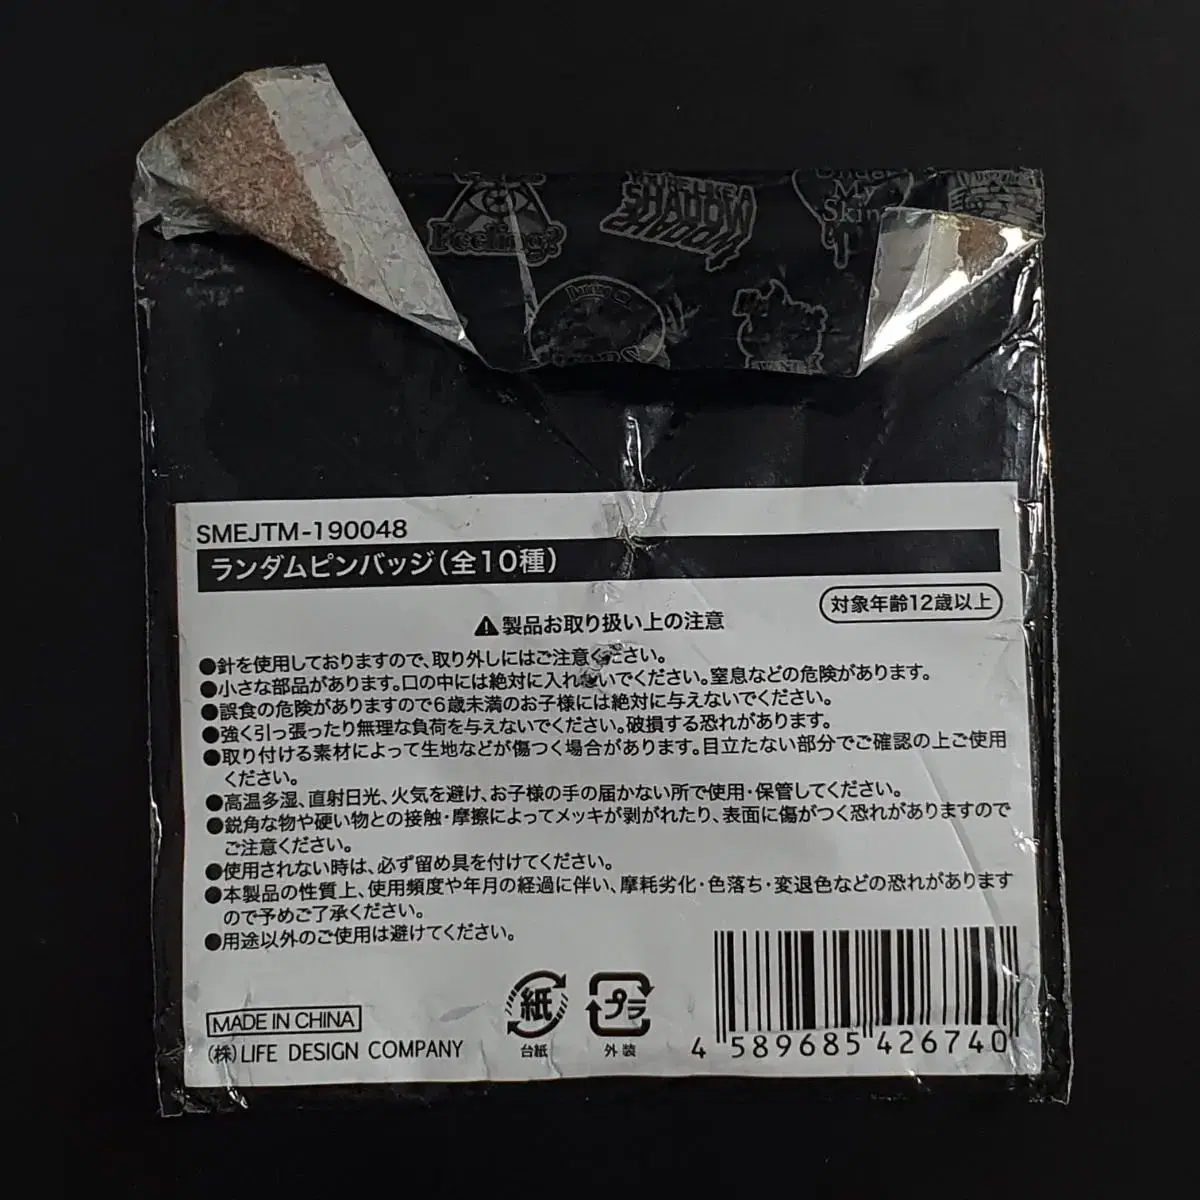 Feeling?
SHADOW
Under
My
Skin
SMEJTM-190048
ランダムピンバッジ(全10種)
対象年齢12歳以上
⚠製品お取り扱い上の注意
●針を使用しておりますので、取り外しにはご注意ください。
●小さな部品があります。口の中には絶対に入れないでください。窒息などの危険があります。
●誤食の危険がありますので6歳未満のお子様には絶対に与えないでください。
●強く引っ張ったり無理な負荷を与えないでください。破損する恐れがあります。
●取り付ける素材によって生地などが傷つく場合があります。目立たない部分でご確認の上ご使用
ください。
●高温多湿、直射日光、火気を避け、お子様の手の届かない所で使用・保管してください。
●鋭角な物や硬い物との接触・摩擦によってメッキが剥がれたり、表面に傷がつく恐れがありますので
ご注意ください。
●使用されない時は、必ず留め具を付けてください。
●本製品の性質上、使用頻度や年月の経過に伴い、摩耗劣化・色落ち・変退色などの恐れがあります
ので予めご了承ください。
●用途以外のご使用は避けてください。
MADE IN CHINA
(株)LIFE DESIGN COMPANY
紙
台紙
プラ
外装
4 589685 426740